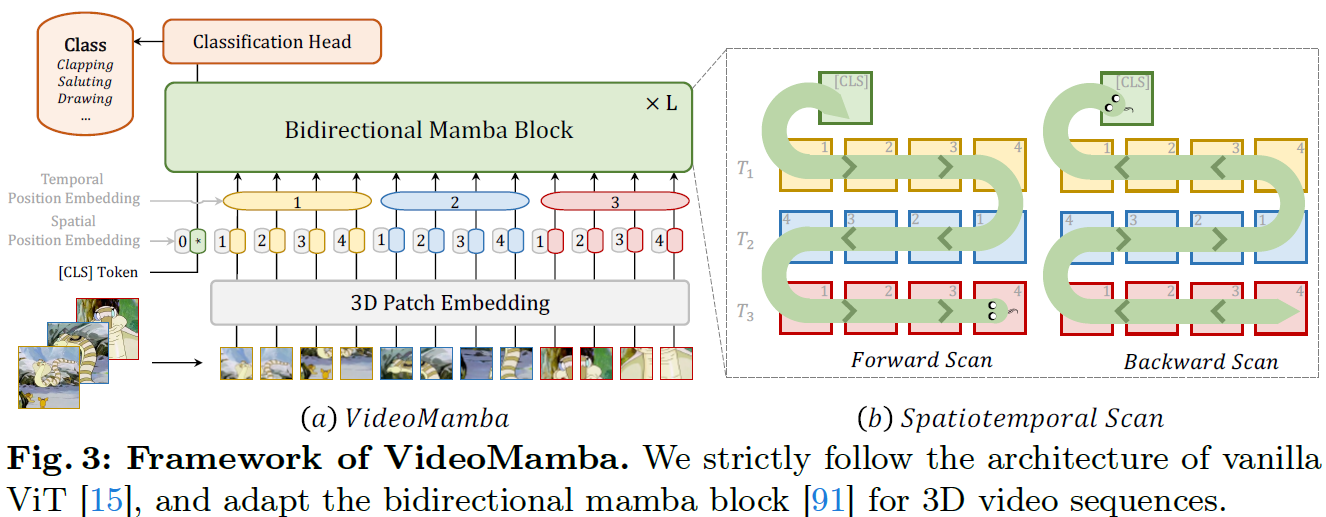 Class
Clapping
Saluting
Drawing
...
Classification Head
× L
Bidirectional Mamba Block
Temporal
Position Embedding
1 2 3
Spatial
Position Embedding
0 * 1 2 3 4 1 2 3 4 1 2 3 4
[CLS] Token
3D Patch Embedding
(a) VideoMamba
[CLS]
T1 1 2 3 4
T2 4 3 2 1
T3 1 2 3 4
Forward Scan
[CLS]
1 2 3 4
4 3 2 1
1 2 3 4
Backward Scan
(b) Spatiotemporal Scan
Fig. 3: Framework of VideoMamba. We strictly follow the architecture of vanilla
ViT [15], and adapt the bidirectional mamba block [91] for 3D video sequences.